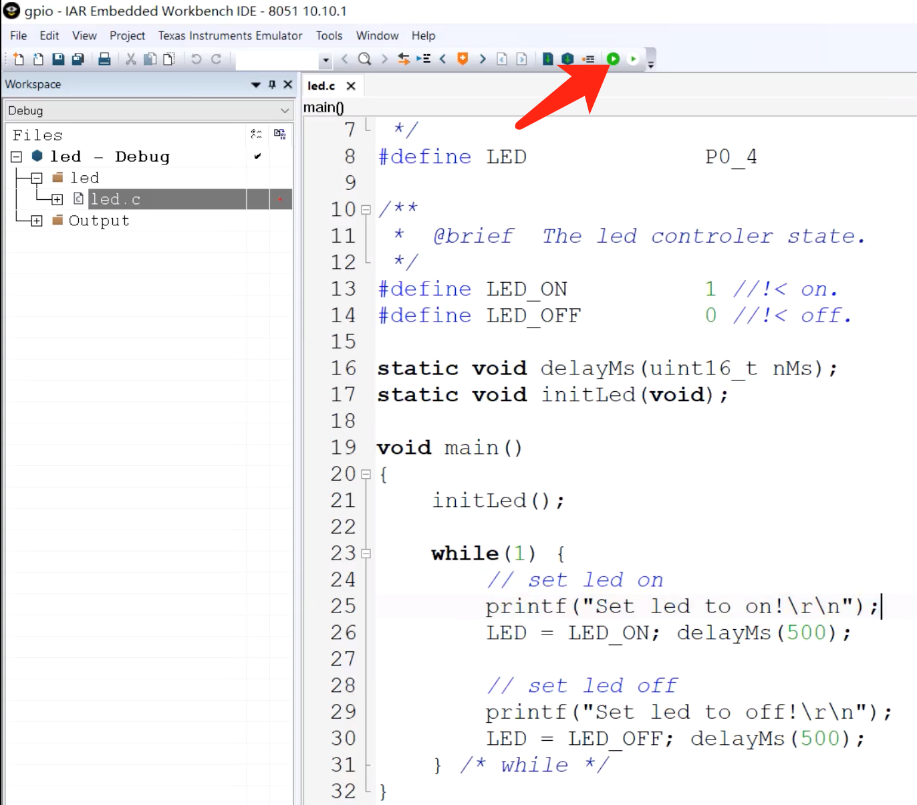 gpio - IAR Embedded Workbench IDE - 8051 10.10.1
File Edit View Project Texas Instruments Emulator Tools Window Help
Workspace
led.c
Debug
main()
Files
led - Debug
led
led.c
Output
7 */
8 #define LED P0_4
9
10 /**
11 * @brief The led controler state.
12 */
13 #define LED_ON 1 //!< on.
14 #define LED_OFF 0 //!< off.
15
16 static void delayMs(uint16_t nMs);
17 static void initLed(void);
18
19 void main()
20 {
21 initLed();
22
23 while(1) {
24 // set led on
25 printf("Set led to on!\r\n");
26 LED = LED_ON; delayMs(500);
27
28 // set led off
29 printf("Set led to off!\r\n");
30 LED = LED_OFF; delayMs(500);
31 } /* while */
32 }